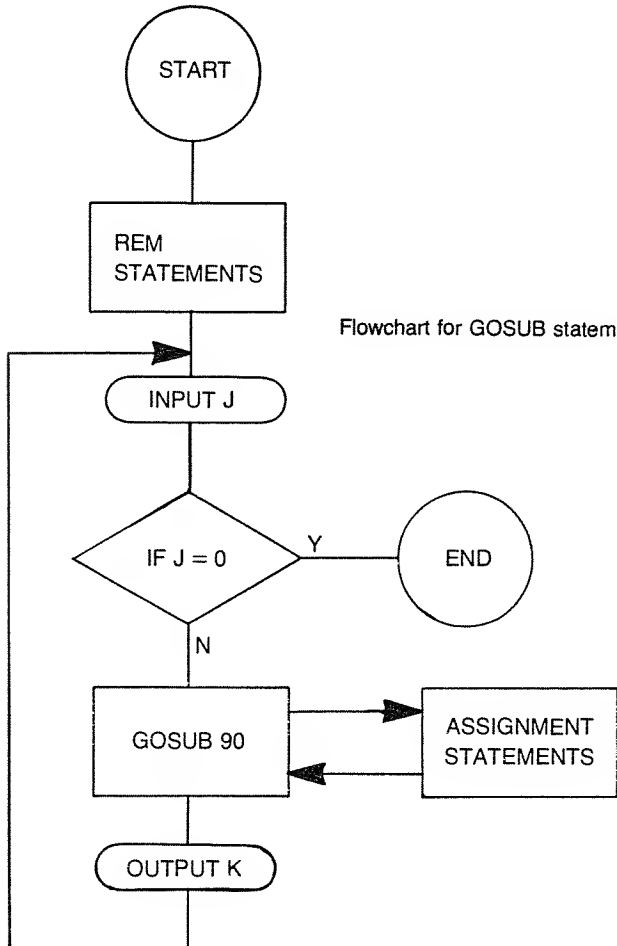 START
REM
STATEMENTS
Flowchart for GOSUB statem
INPUT J
IF J = 0
Y
END
N
GOSUB 90
ASSIGNMENT
STATEMENTS
OUTPUT K